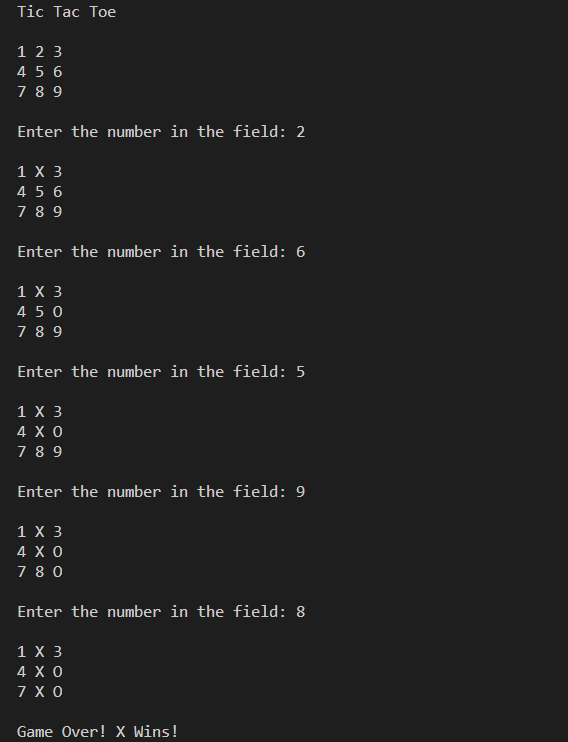 Tic Tac Toe
1 2 3
4 5 6
7 8 9
Enter the number in the field: 2
1 X 3
4 5 6
7 8 9
Enter the number in the field: 6
1 X 3
4 5 O
7 8 9
Enter the number in the field: 5
1 X 3
4 X O
7 8 9
Enter the number in the field: 9
1 X 3
4 X O
7 8 O
Enter the number in the field: 8
1 X 3
4 X O
7 X O
Game Over! X Wins!